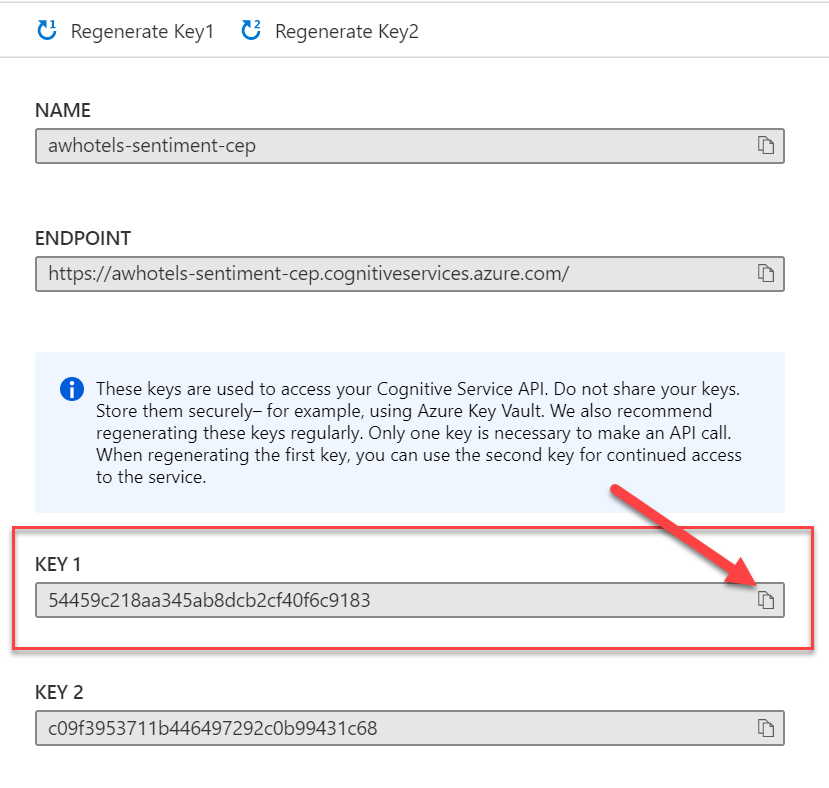 Regenerate Key1 Regenerate Key2
NAME
awhotels-sentiment-cep
ENDPOINT
https://awhotels-sentiment-cep.cognitiveservices.azure.com/
These keys are used to access your Cognitive Service API. Do not share your keys.
Store them securely– for example, using Azure Key Vault. We also recommend
regenerating these keys regularly. Only one key is necessary to make an API call.
When regenerating the first key, you can use the second key for continued access
to the service.
KEY 1
54459c218aa345ab8dcb2cf40f6c9183
KEY 2
c09f3953711b446497292c0b99431c68